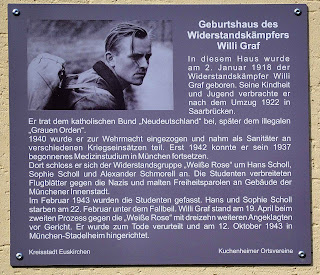 Geburtshaus des
Widerstandskämpfers
Willi Graf
In diesem Haus wurde
am 2. Januar 1918 der
Widerstandskämpfer Willi
Graf geboren. Seine Kindheit
und Jugend verbrachte er
nach dem Umzug 1922 in
Saarbrücken.
Er trat dem katholischen Bund „Neudeutschland" bei, später dem illegalen
„Grauen Orden".
1940 wurde er zur Wehrmacht eingezogen und nahm als Sanitäter an
verschiedenen Kriegseinsätzen teil. Erst 1942 konnte er sein 1937
begonnenes Medizinstudium in München fortsetzen.
Dort schloss er sich der Widerstandsgruppe „Weiße Rose" um Hans Scholl,
Sophie Scholl und Alexander Schmorell an. Die Studenten verbreiteten
Flugblätter gegen die Nazis und malten Freiheitsparolen an Gebäude der
Münchener Innenstadt.
Im Februar 1943 wurden die Studenten gefasst. Hans und Sophie Scholl
starben am 22. Februar unter dem Fallbeil. Willi Graf stand am 19. April beim
zweiten Prozess gegen die „Weiße Rose" mit dreizehn weiteren Angeklagten
vor Gericht. Er wurde zum Tode verurteilt und am 12. Oktober 1943 in
München-Stadelheim hingerichtet.
Kreisstadt Euskirchen
Kuchenheimer Ortsvereine